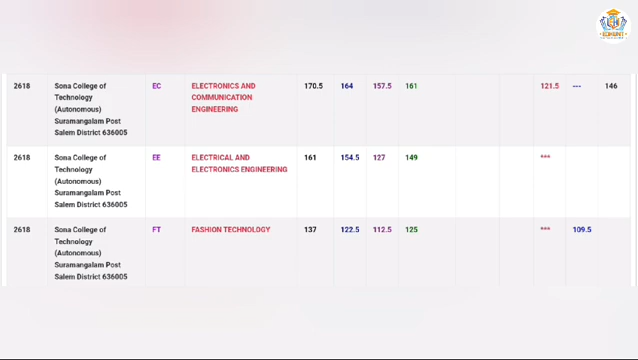 2618 Sona College of Technology (Autonomous) Suramangalam Post Salem District 636005 EC ELECTRONICS AND COMMUNICATION ENGINEERING 170.5 164 157.5 161 121.5 --- 146
2618 Sona College of Technology (Autonomous) Suramangalam Post Salem District 636005 EE ELECTRICAL AND ELECTRONICS ENGINEERING 161 154.5 127 149 ***
2618 Sona College of Technology (Autonomous) Suramangalam Post Salem District 636005 FT FASHION TECHNOLOGY 137 122.5 112.5 125 *** 109.5